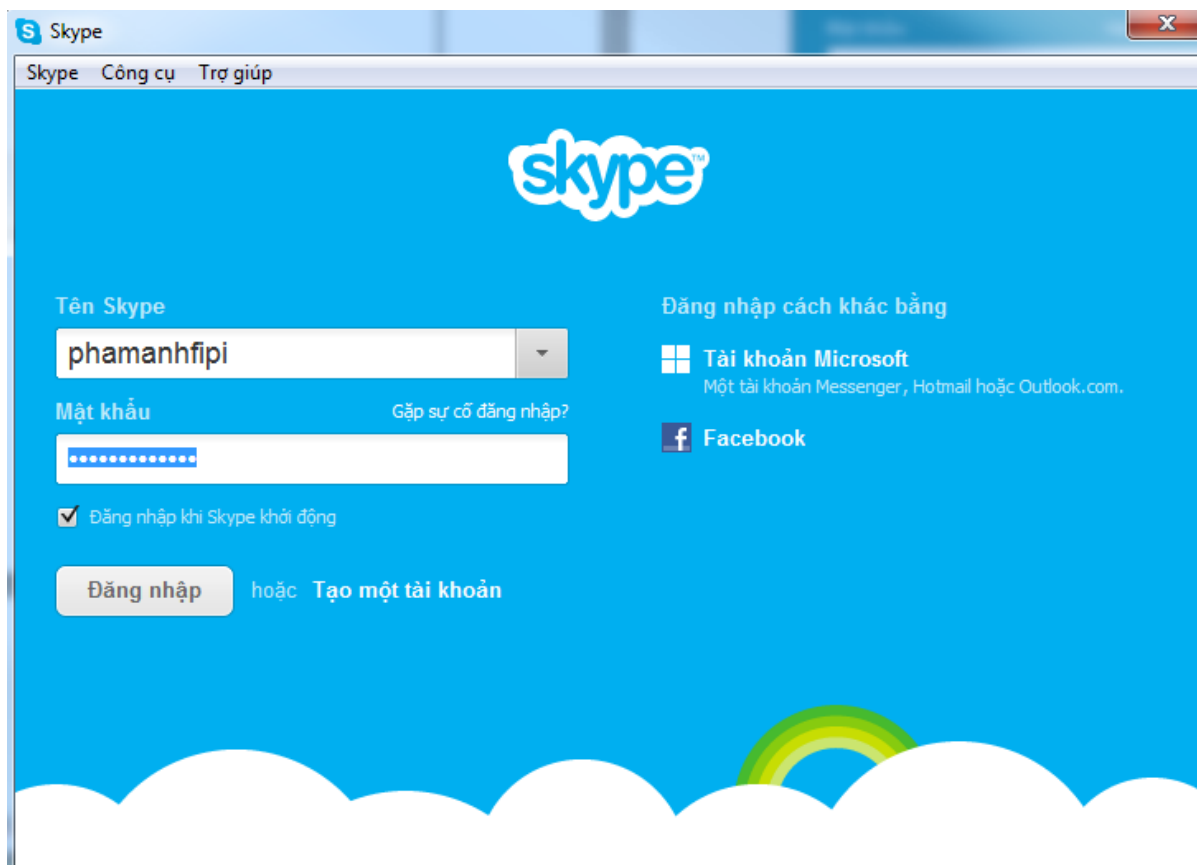 Skype
Skype Công cụ Trợ giúp
skype™
Tên Skype
phamanhfipi
Mật khẩu Gặp sự cố đăng nhập?
•••••••••••••
Đăng nhập khi Skype khởi động
Đăng nhập hoặc Tạo một tài khoản
Đăng nhập cách khác bằng
Tài khoản Microsoft
Một tài khoản Messenger, Hotmail hoặc Outlook.com.
f Facebook